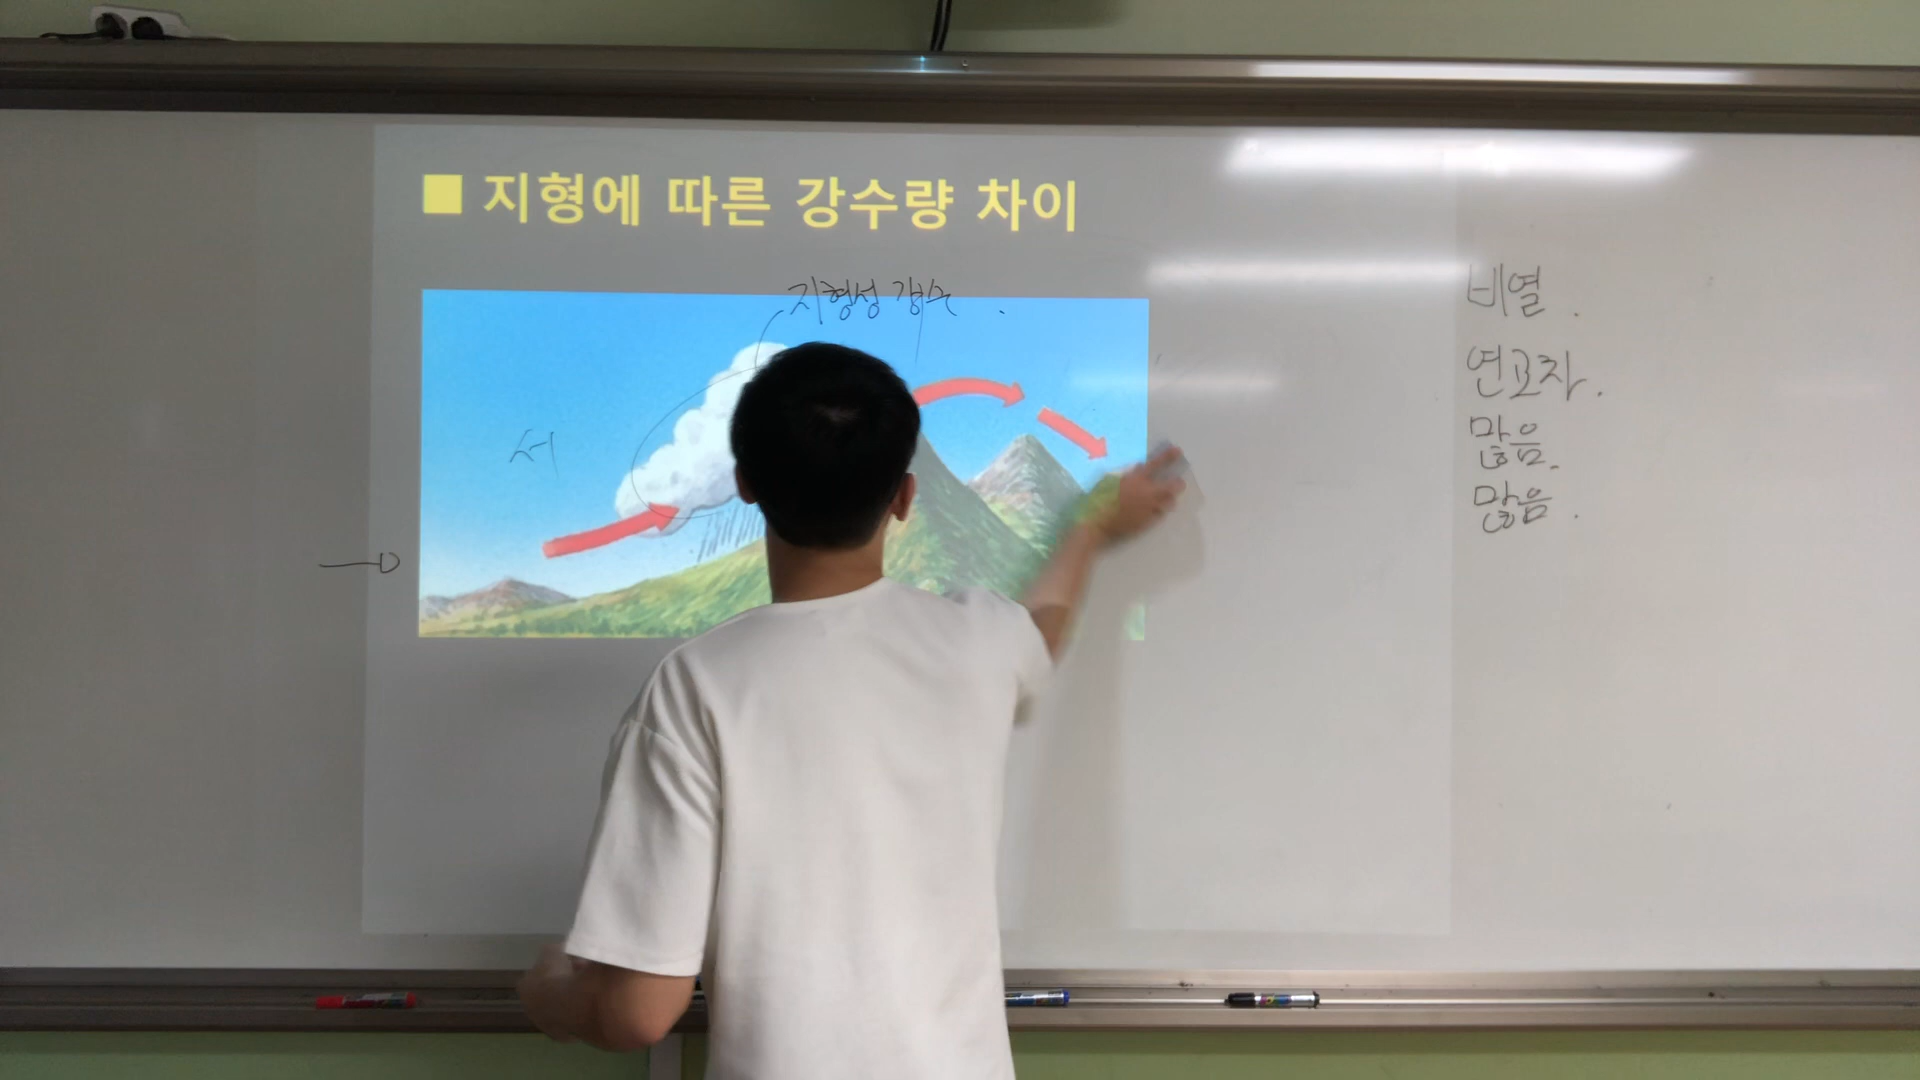 ■ 지형에 따른 강수량 차이
지형성 강수
서
비열.
연교차.
많음.
많음.